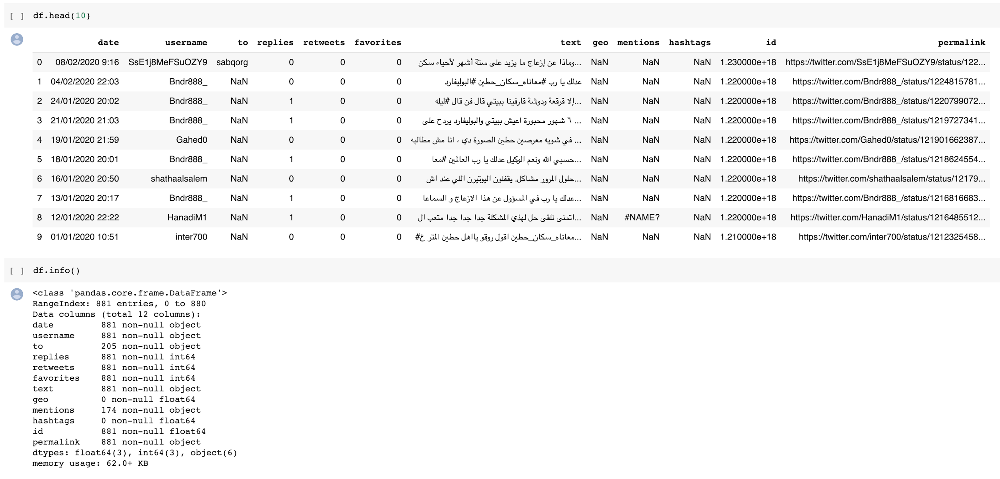 [ ] df.head(10)
date username to replies retweets favorites text geo mentions hashtags id permalink
0 08/02/2020 9:16 SsE1j8MeFSuOZY9 sabqorg 0 0 0 وماذا عن إزعاج ما يزيد على ستة أشهر لأحياء سكن... NaN NaN NaN 1.230000e+18 https://twitter.com/SsE1j8MeFSuOZY9/status/122...
1 04/02/2020 22:03 Bndr888_ NaN 0 0 0 عدلك يا رب #معاناه_سكان_حطين #البوليفارد NaN NaN NaN 1.220000e+18 https://twitter.com/Bndr888_/status/1224815781...
2 24/01/2020 20:02 Bndr888_ NaN 1 0 0 إلا قرقعة ودوشة قارفينا ببيتي قال فن قال #ليله... NaN NaN NaN 1.220000e+18 https://twitter.com/Bndr888_/status/1220799072...
3 21/01/2020 21:03 Bndr888_ NaN 1 0 0 ٦ شهور محبورة اعيش ببيتي والبوليفارد يردح على ... NaN NaN NaN 1.220000e+18 https://twitter.com/Bndr888_/status/1219727341...
4 19/01/2020 21:59 Gahed0 NaN 0 0 0 في شويه معرصين حطين الصورة دي ، انا مش مطالبه ... NaN NaN NaN 1.220000e+18 https://twitter.com/Gahed0/status/121901662387...
5 18/01/2020 20:01 Bndr888_ NaN 1 0 0 حسبي الله ونعم الوكيل عدلك يا رب العالمين #معا... NaN NaN NaN 1.220000e+18 https://twitter.com/Bndr888_/status/1218624554...
6 16/01/2020 20:50 shathaalsalem NaN 0 0 0 حلول المرور مشاكل. يقفلون اليوتيرن اللي عند اش... NaN NaN NaN 1.220000e+18 https://twitter.com/shathaalsalem/status/12179...
7 13/01/2020 20:17 Bndr888_ NaN 1 0 0 عدلك يا رب في المسؤول عن هذا الازعاج و السماعا... NaN NaN NaN 1.220000e+18 https://twitter.com/Bndr888_/status/1216816683...
8 12/01/2020 22:22 HanadiM1 NaN 1 0 0 اتمنى نلقى حل لهذي المشكلة جدا جدا جدا متعب ال... NaN #NAME? NaN 1.220000e+18 https://twitter.com/HanadiM1/status/1216485512...
9 01/01/2020 10:51 inter700 NaN 0 0 0 #معاناه_سكان_حطين اقول روقو يااهل حطين المتر ع... NaN NaN NaN 1.210000e+18 https://twitter.com/inter700/status/1212325458...
[ ] df.info()
<class 'pandas.core.frame.DataFrame'>
RangeIndex: 881 entries, 0 to 880
Data columns (total 12 columns):
date 881 non-null object
username 881 non-null object
to 205 non-null object
replies 881 non-null int64
retweets 881 non-null int64
favorites 881 non-null int64
text 881 non-null object
geo 0 non-null float64
mentions 174 non-null object
hashtags 0 non-null float64
id 881 non-null float64
permalink 881 non-null object
dtypes: float64(3), int64(3), object(6)
memory usage: 62.0+ KB